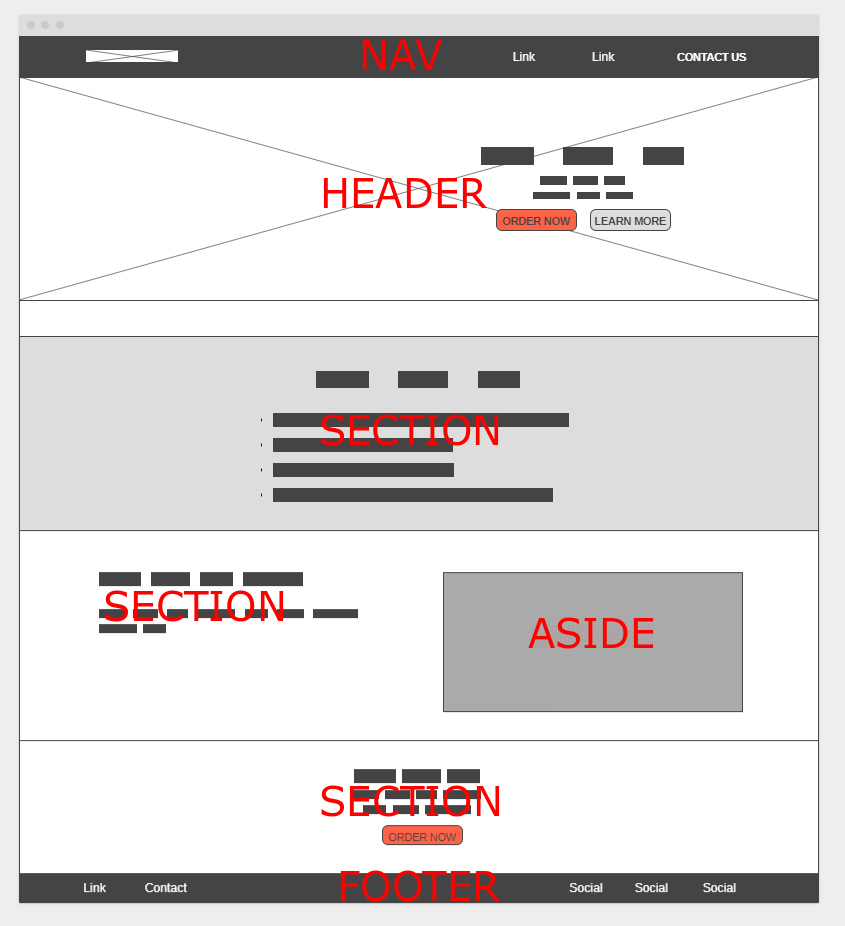 NAV
Link Link CONTACT US
HEADER
ORDER NOW LEARN MORE
SECTION
SECTION
ASIDE
SECTION
ORDER NOW
FOOTER
Link Contact Social Social Social